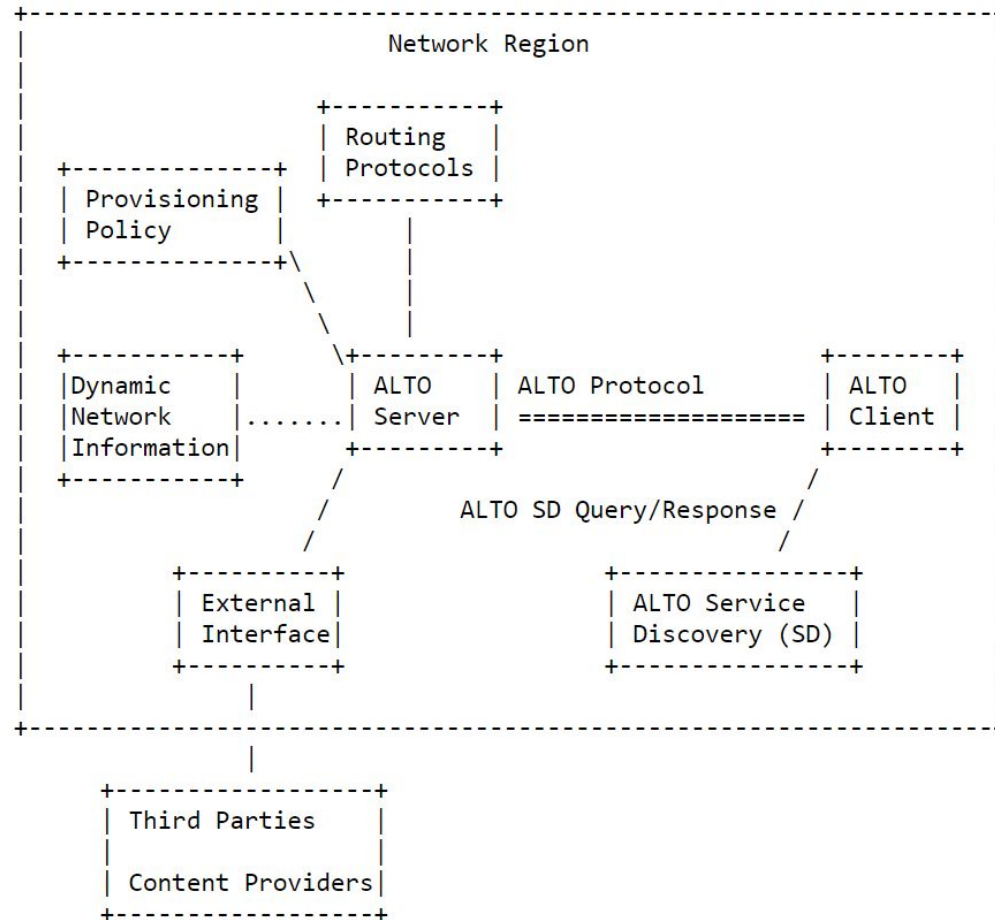 Network Region
Routing
Protocols
Provisioning
Policy
Dynamic
Network
Information
ALTO
Server
ALTO Protocol
ALTO
Client
ALTO SD Query/Response
External
Interface
ALTO Service
Discovery (SD)
Third Parties
Content Providers